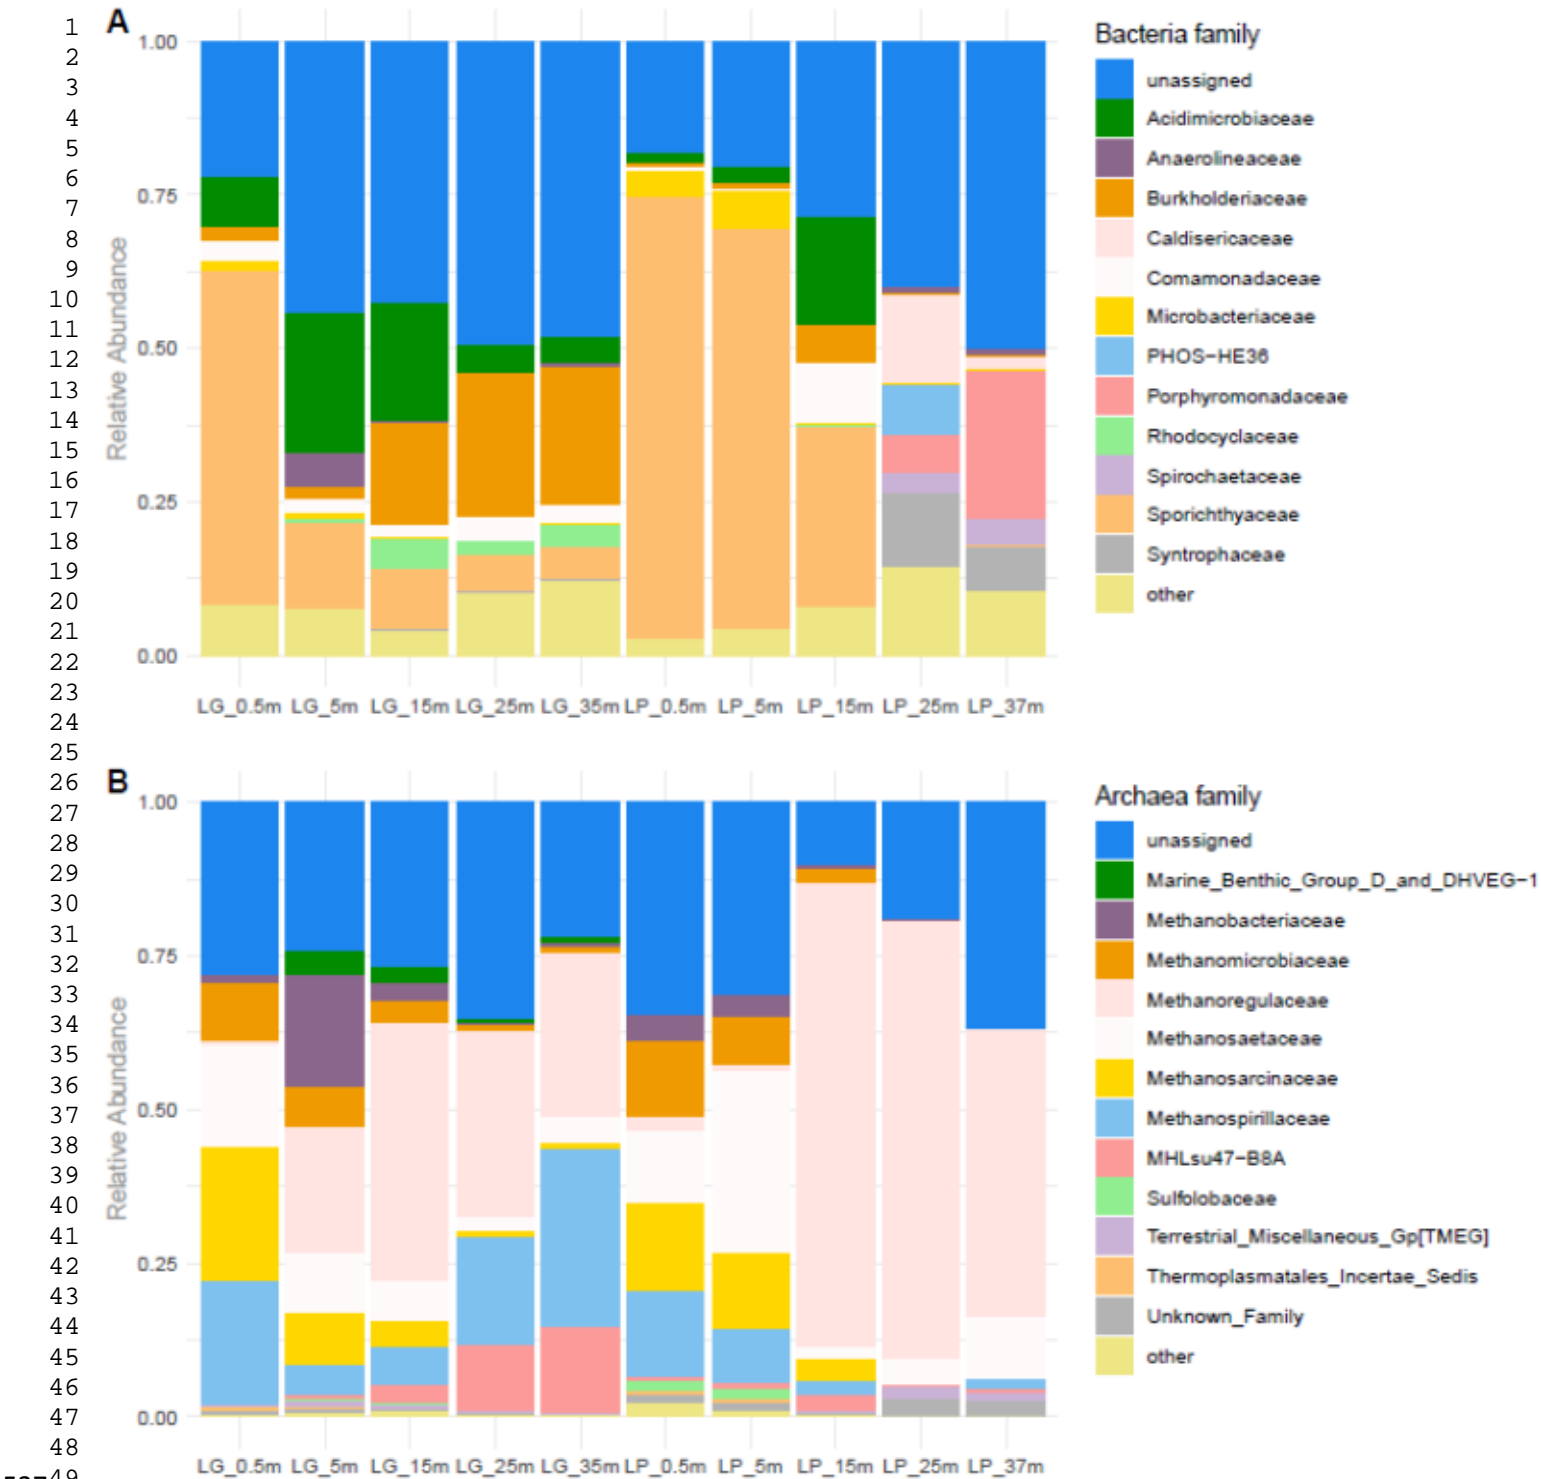 1
2
3
4
5
6
7
8
9
10
11
12
13
14
15
16
17
18
19
20
21
22
23
24
25
26
27
28
29
30
31
32
33
34
35
36
37
38
39
40
41
42
43
44
45
46
47
48
49
A
Relative Abundance
1.00
0.75
0.50
0.25
0.00
LG_0.5m LG_5m LG_15m LG_25m LG_35m LP_0.5m LP_5m LP_15m LP_25m LP_37m
Bacteria family
unassigned
Acidimicrobiaceae
Anaerolineaceae
Burkholderiaceae
Caldisericaceae
Comamonadaceae
Microbacteriaceae
PHOS-HE36
Porphyromonadaceae
Rhodocyclaceae
Spirochaetaceae
Sporichthyaceae
Syntrophaceae
other
B
Relative Abundance
1.00
0.75
0.50
0.25
0.00
LG_0.5m LG_5m LG_15m LG_25m LG_35m LP_0.5m LP_5m LP_15m LP_25m LP_37m
Archaea family
unassigned
Marine_Benthic_Group_D_and_DHVEG-1
Methanobacteriaceae
Methanomicrobiaceae
Methanoregulaceae
Methanosaetaceae
Methanosarcinaceae
Methanospirillaceae
MHLsu47-B8A
Sulfolobaceae
Terrestrial_Miscellaneous_Gp[TMEG]
Thermoplasmatales_Incertae_Sedis
Unknown_Family
other